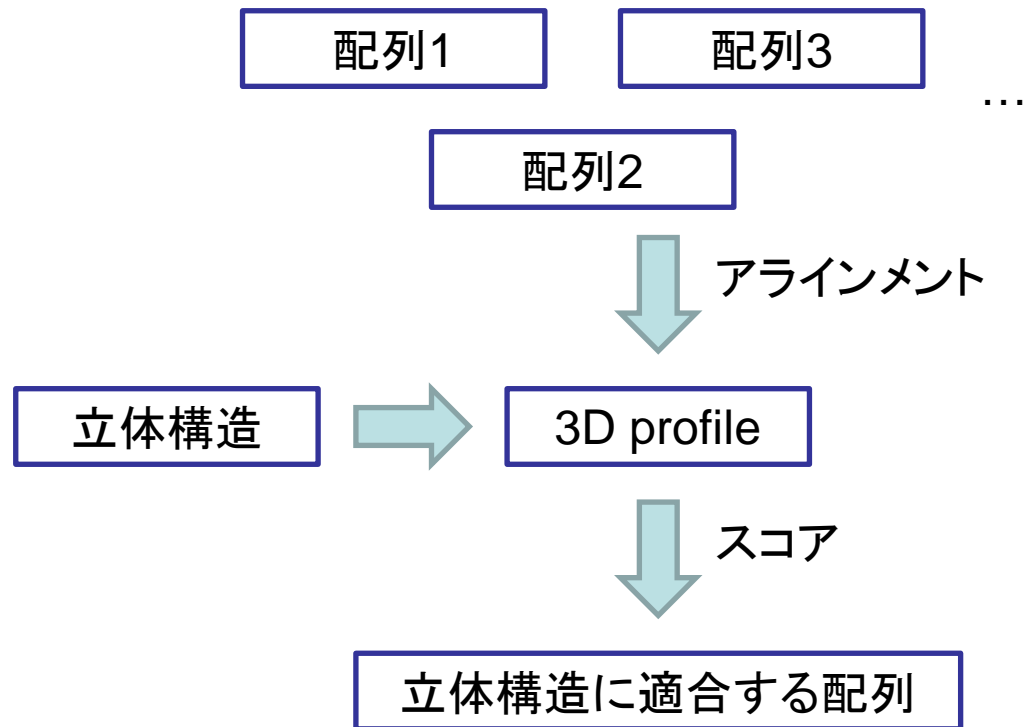 配列1
配列3
…
配列2
アラインメント
立体構造
3D profile
スコア
立体構造に適合する配列